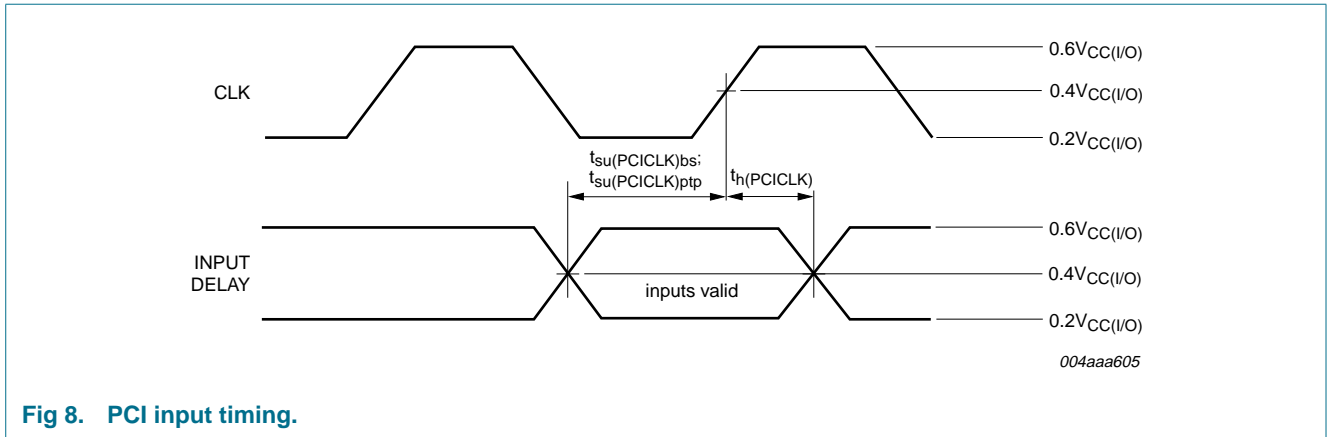 0.6VCC(I/O)
CLK
0.4VCC(I/O)
0.2VCC(I/O)
tsu(PCICLK)bs;
tsu(PCICLK)ptp
th(PCICLK)
0.6VCC(I/O)
INPUT
DELAY
0.4VCC(I/O)
inputs valid
0.2VCC(I/O)
004aaa605
Fig 8. PCI input timing.